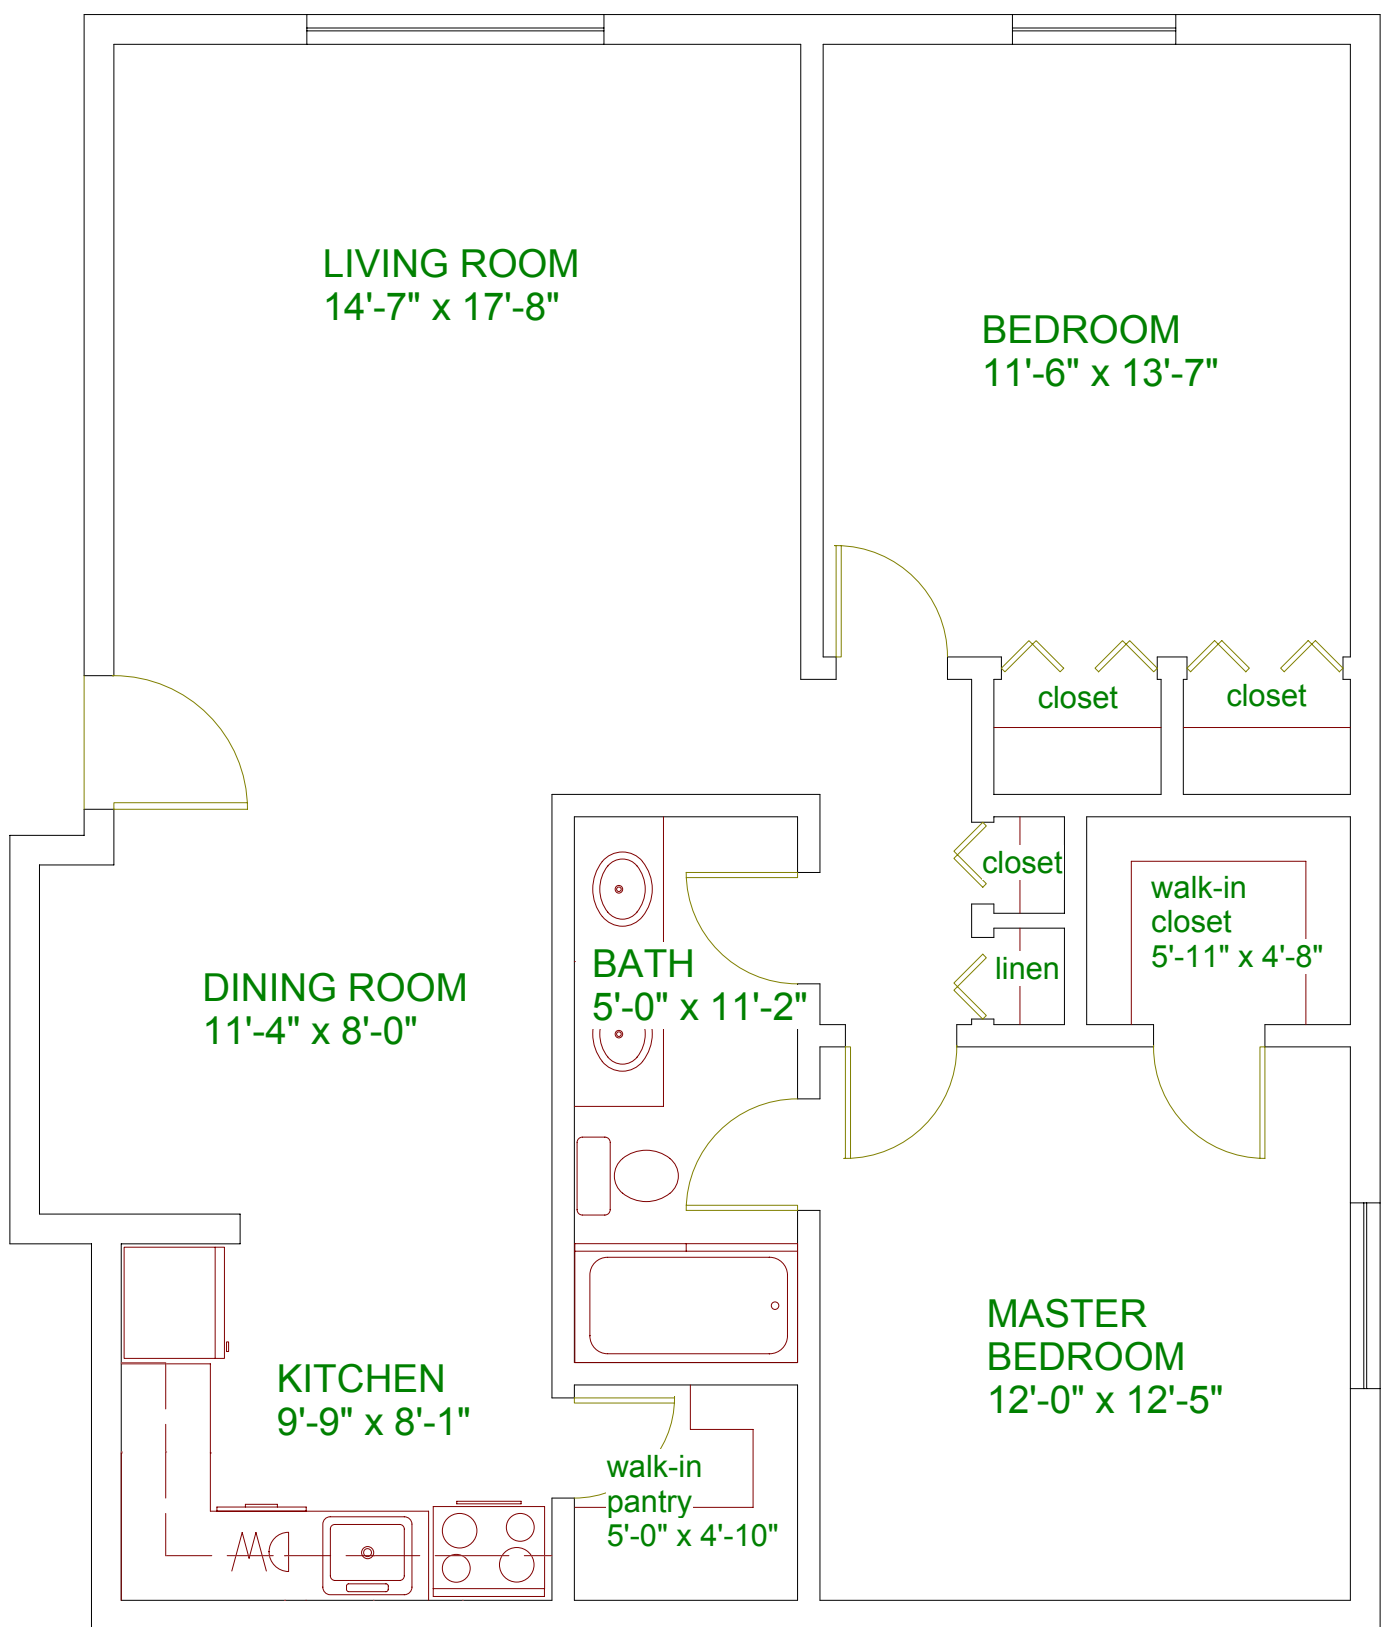 LIVING ROOM
14'-7" x 17'-8"
BEDROOM
11'-6" x 13'-7"
closet
closet
closet
walk-in
closet
5'-11" x 4'-8"
linen
BATH
5'-0" x 11'-2"
DINING ROOM
11'-4" x 8'-0"
MASTER
BEDROOM
12'-0" x 12'-5"
KITCHEN
9'-9" x 8'-1"
walk-in
pantry
5'-0" x 4'-10"